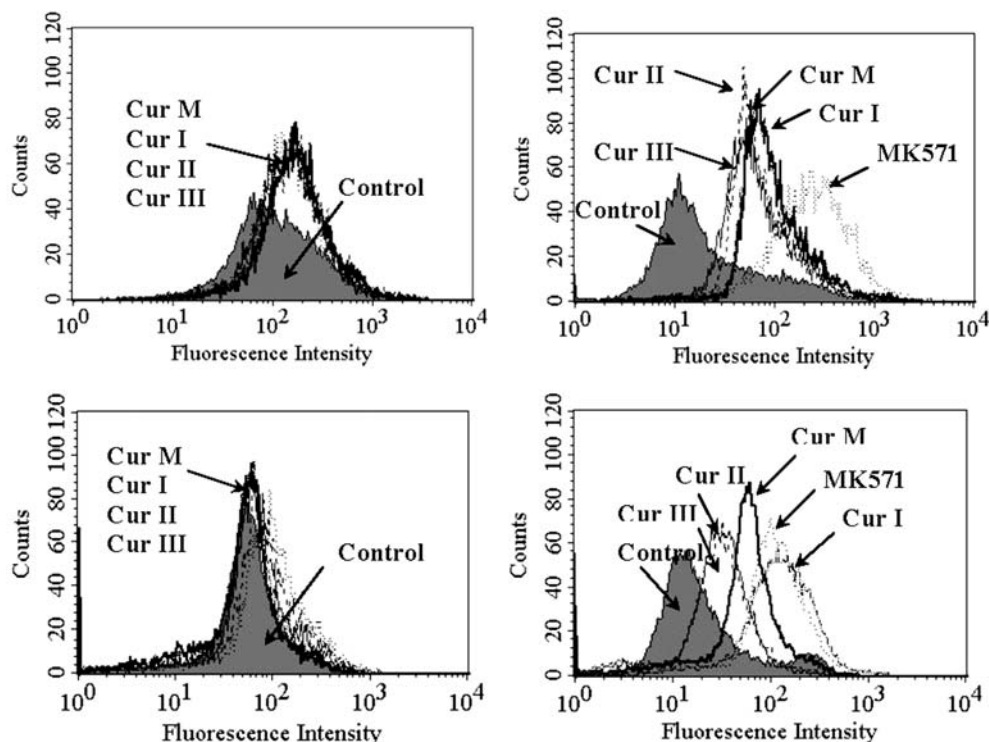 120
100
80
60
40
20
0
Counts
Cur M
Cur I
Cur II
Cur III
Control
10^0 10^1 10^2 10^3 10^4
Fluorescence Intensity
120
100
80
60
40
20
0
Counts
Cur II
Cur M
Cur I
Cur III
MK571
Control
10^0 10^1 10^2 10^3 10^4
Fluorescence Intensity
120
100
80
60
40
20
0
Counts
Cur M
Cur I
Cur II
Cur III
Control
10^0 10^1 10^2 10^3 10^4
Fluorescence Intensity
120
100
80
60
40
20
0
Counts
Cur M
Cur II
MK571
Cur III
Cur I
Control
10^0 10^1 10^2 10^3 10^4
Fluorescence Intensity